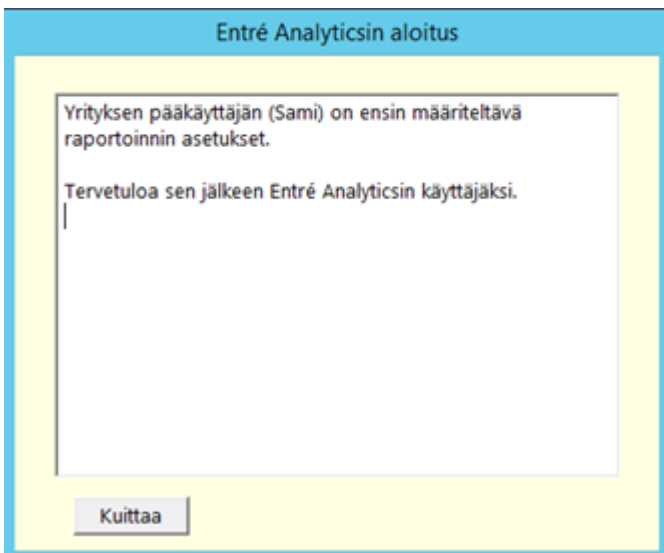 Entré Analyticsin aloitus
Yrityksen pääkäyttäjän (Sami) on ensin määriteltävä
raportoinnin asetukset.
Tervetuloa sen jälkeen Entré Analyticsin käyttäjäksi.
Kuittaa